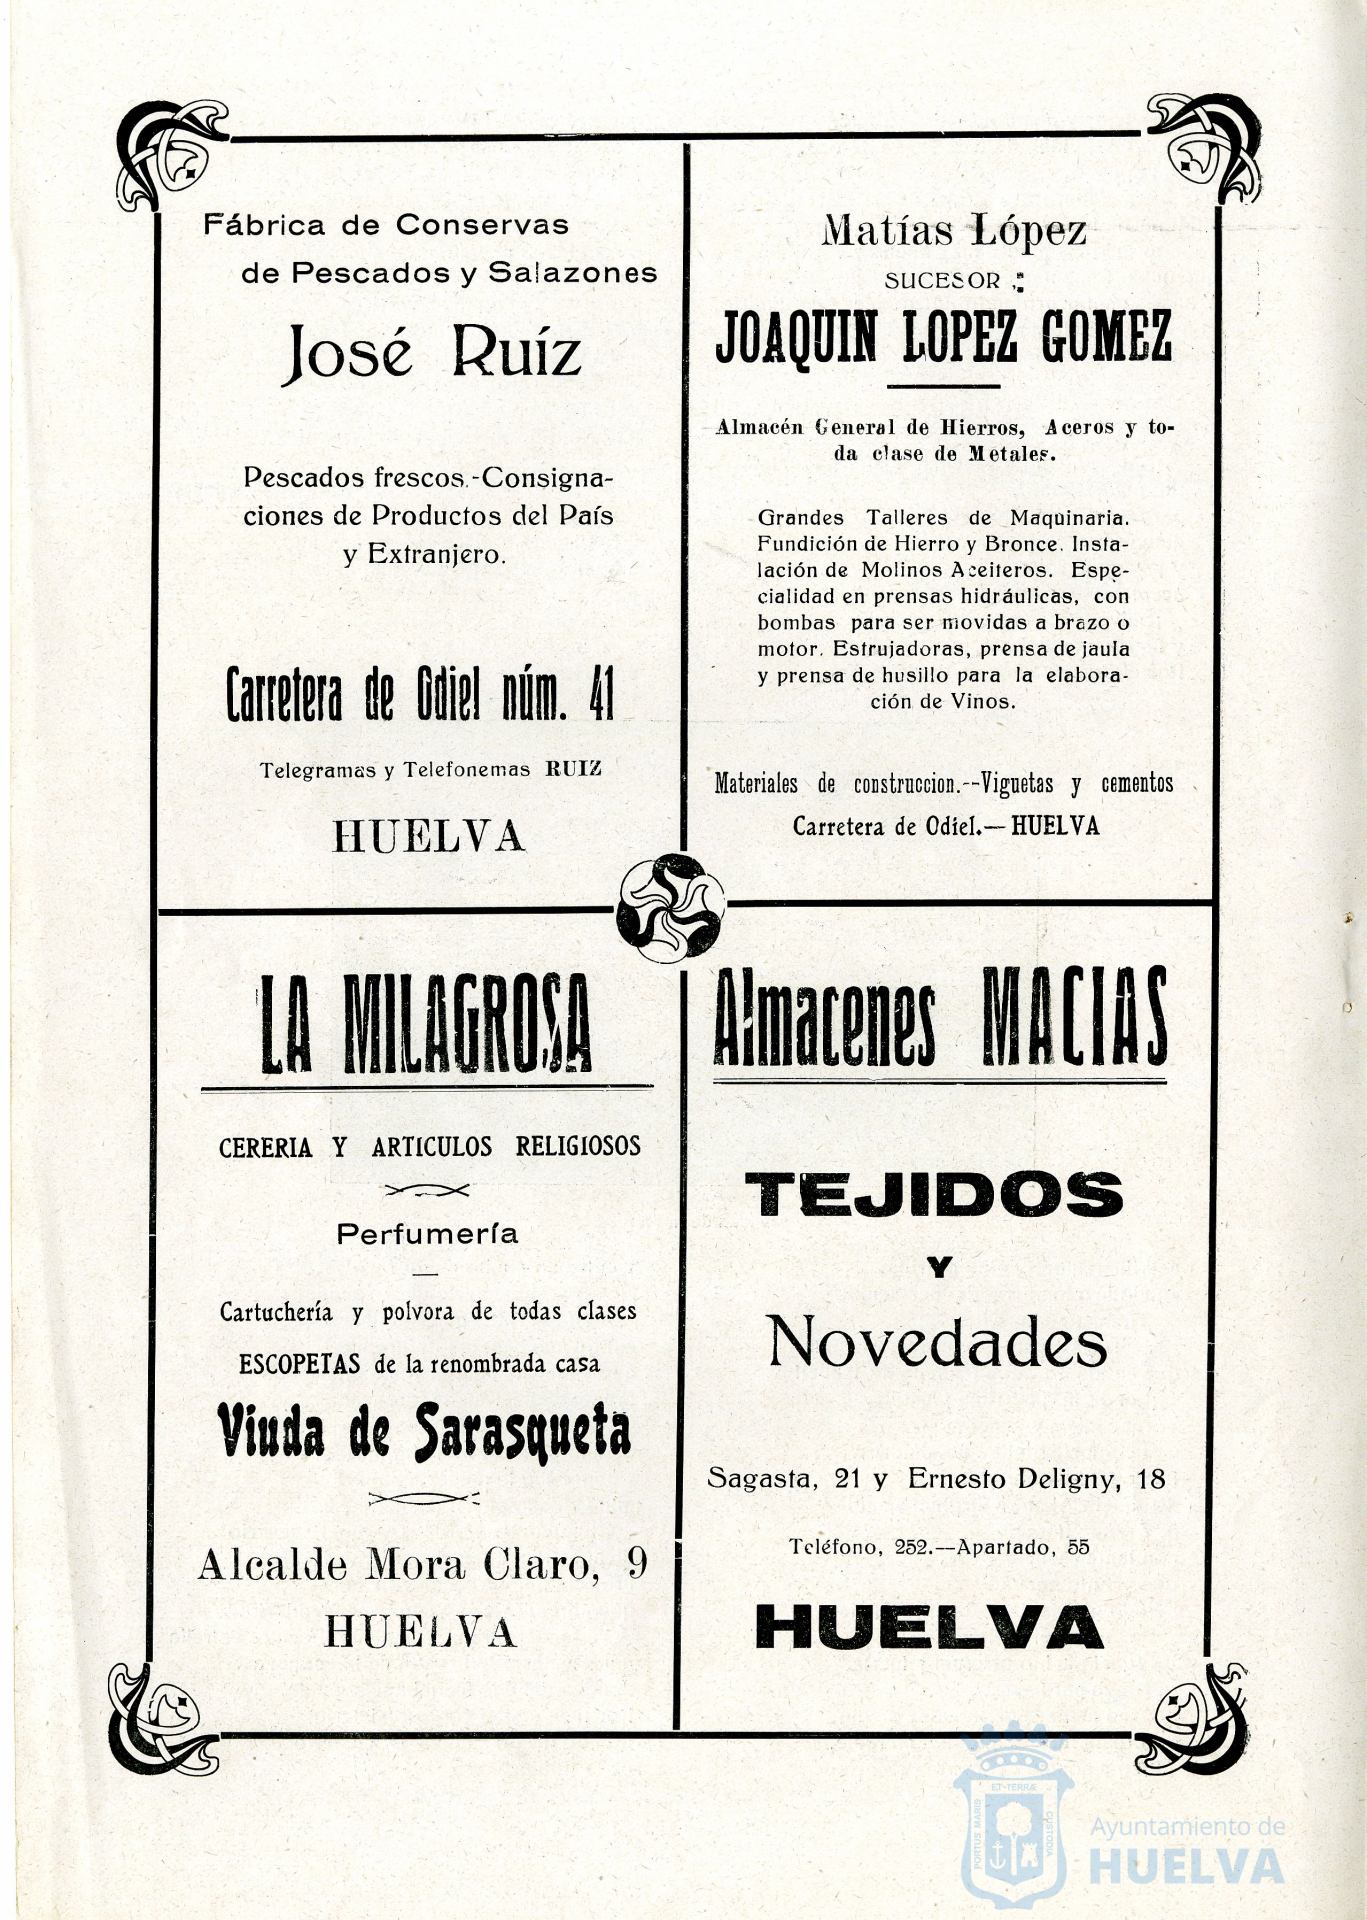 Fábrica de Conservas
de Pescados y Salazones
José Ruíz
Pescados frescos.-Consigna-
ciones de Productos del País
y Extranjero.
Carretera de Odiel núm. 41
Telegramas y Telefonemas RUIZ
HUELVA
Matías López
SUCESOR :
JOAQUIN LOPEZ GOMEZ
Almacén General de Hierros, Aceros y to-
da clase de Metales.
Grandes Talleres de Maquinaria.
Fundición de Hierro y Bronce. Insta-
lación de Molinos Aceiteros. Espe-
cialidad en prensas hidráulicas, con
bombas para ser movidas a brazo o
motor. Estrujadoras, prensa de jaula
y prensa de husillo para la elabora-
ción de Vinos.
Materiales de construccion.--Viguetas y cementos
Carretera de Odiel.—HUELVA
LA MILAGROSA
CERERIA Y ARTICULOS RELIGIOSOS
Perfumería
Cartuchería y polvora de todas clases
ESCOPETAS de la renombrada casa
Viuda de Sarasqueta
Alcalde Mora Claro, 9
HUELVA
Almacenes MACIAS
TEJIDOS
Y
Novedades
Sagasta, 21 y Ernesto Deligny, 18
Teléfono, 252.—Apartado, 55
HUELVA
ET·TERRÆ
PORTUS MARIS
CUSTODIA
Ayuntamiento de
HUELVA